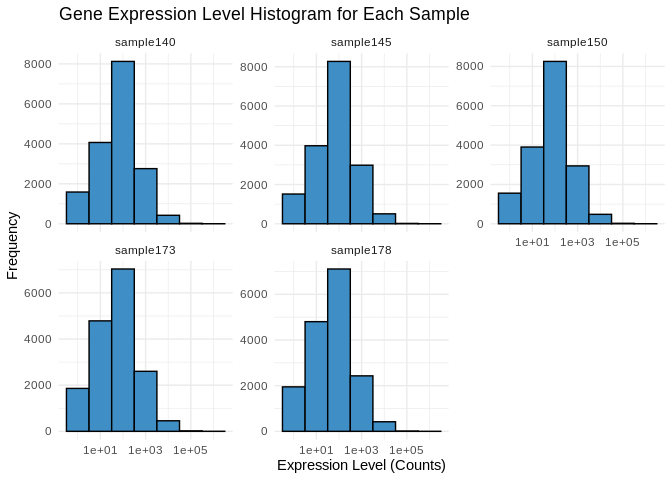 Gene Expression Level Histogram for Each Sample
sample140
sample145
sample150
8000
6000
4000
2000
0
8000
6000
4000
2000
0
8000
6000
4000
2000
0
1e+01 1e+03 1e+05
Frequency
sample173
sample178
6000
4000
2000
0
6000
4000
2000
0
1e+01 1e+03 1e+05
1e+01 1e+03 1e+05
Expression Level (Counts)